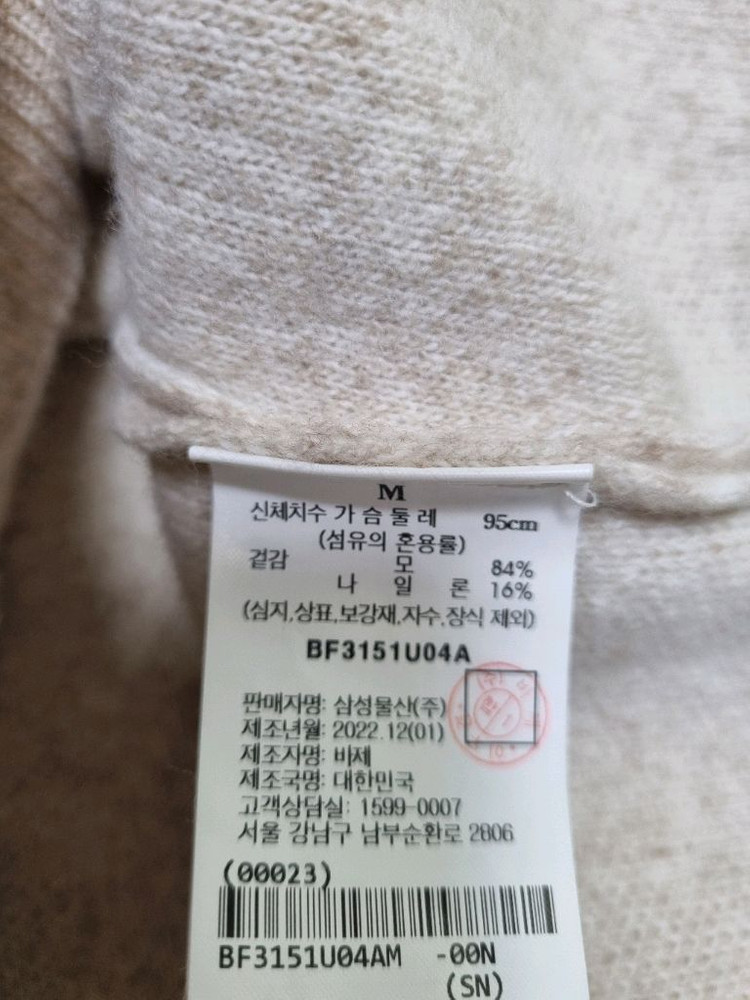 M
신체치수 가슴둘레 95cm
(섬유의 혼용률)
겉감 모 84%
나 일 론 16%
(심지,상표,보강재,자수,장식 제외)
BF3151U04A
판매자명: 삼성물산(주)
제조년월: 2022.12(01)
제조자명: 비제
제조국명: 대한민국
고객상담실: 1599-0007
서울 강남구 남부순환로 2806
(00023)
BF3151U04AM -00N
(SN)